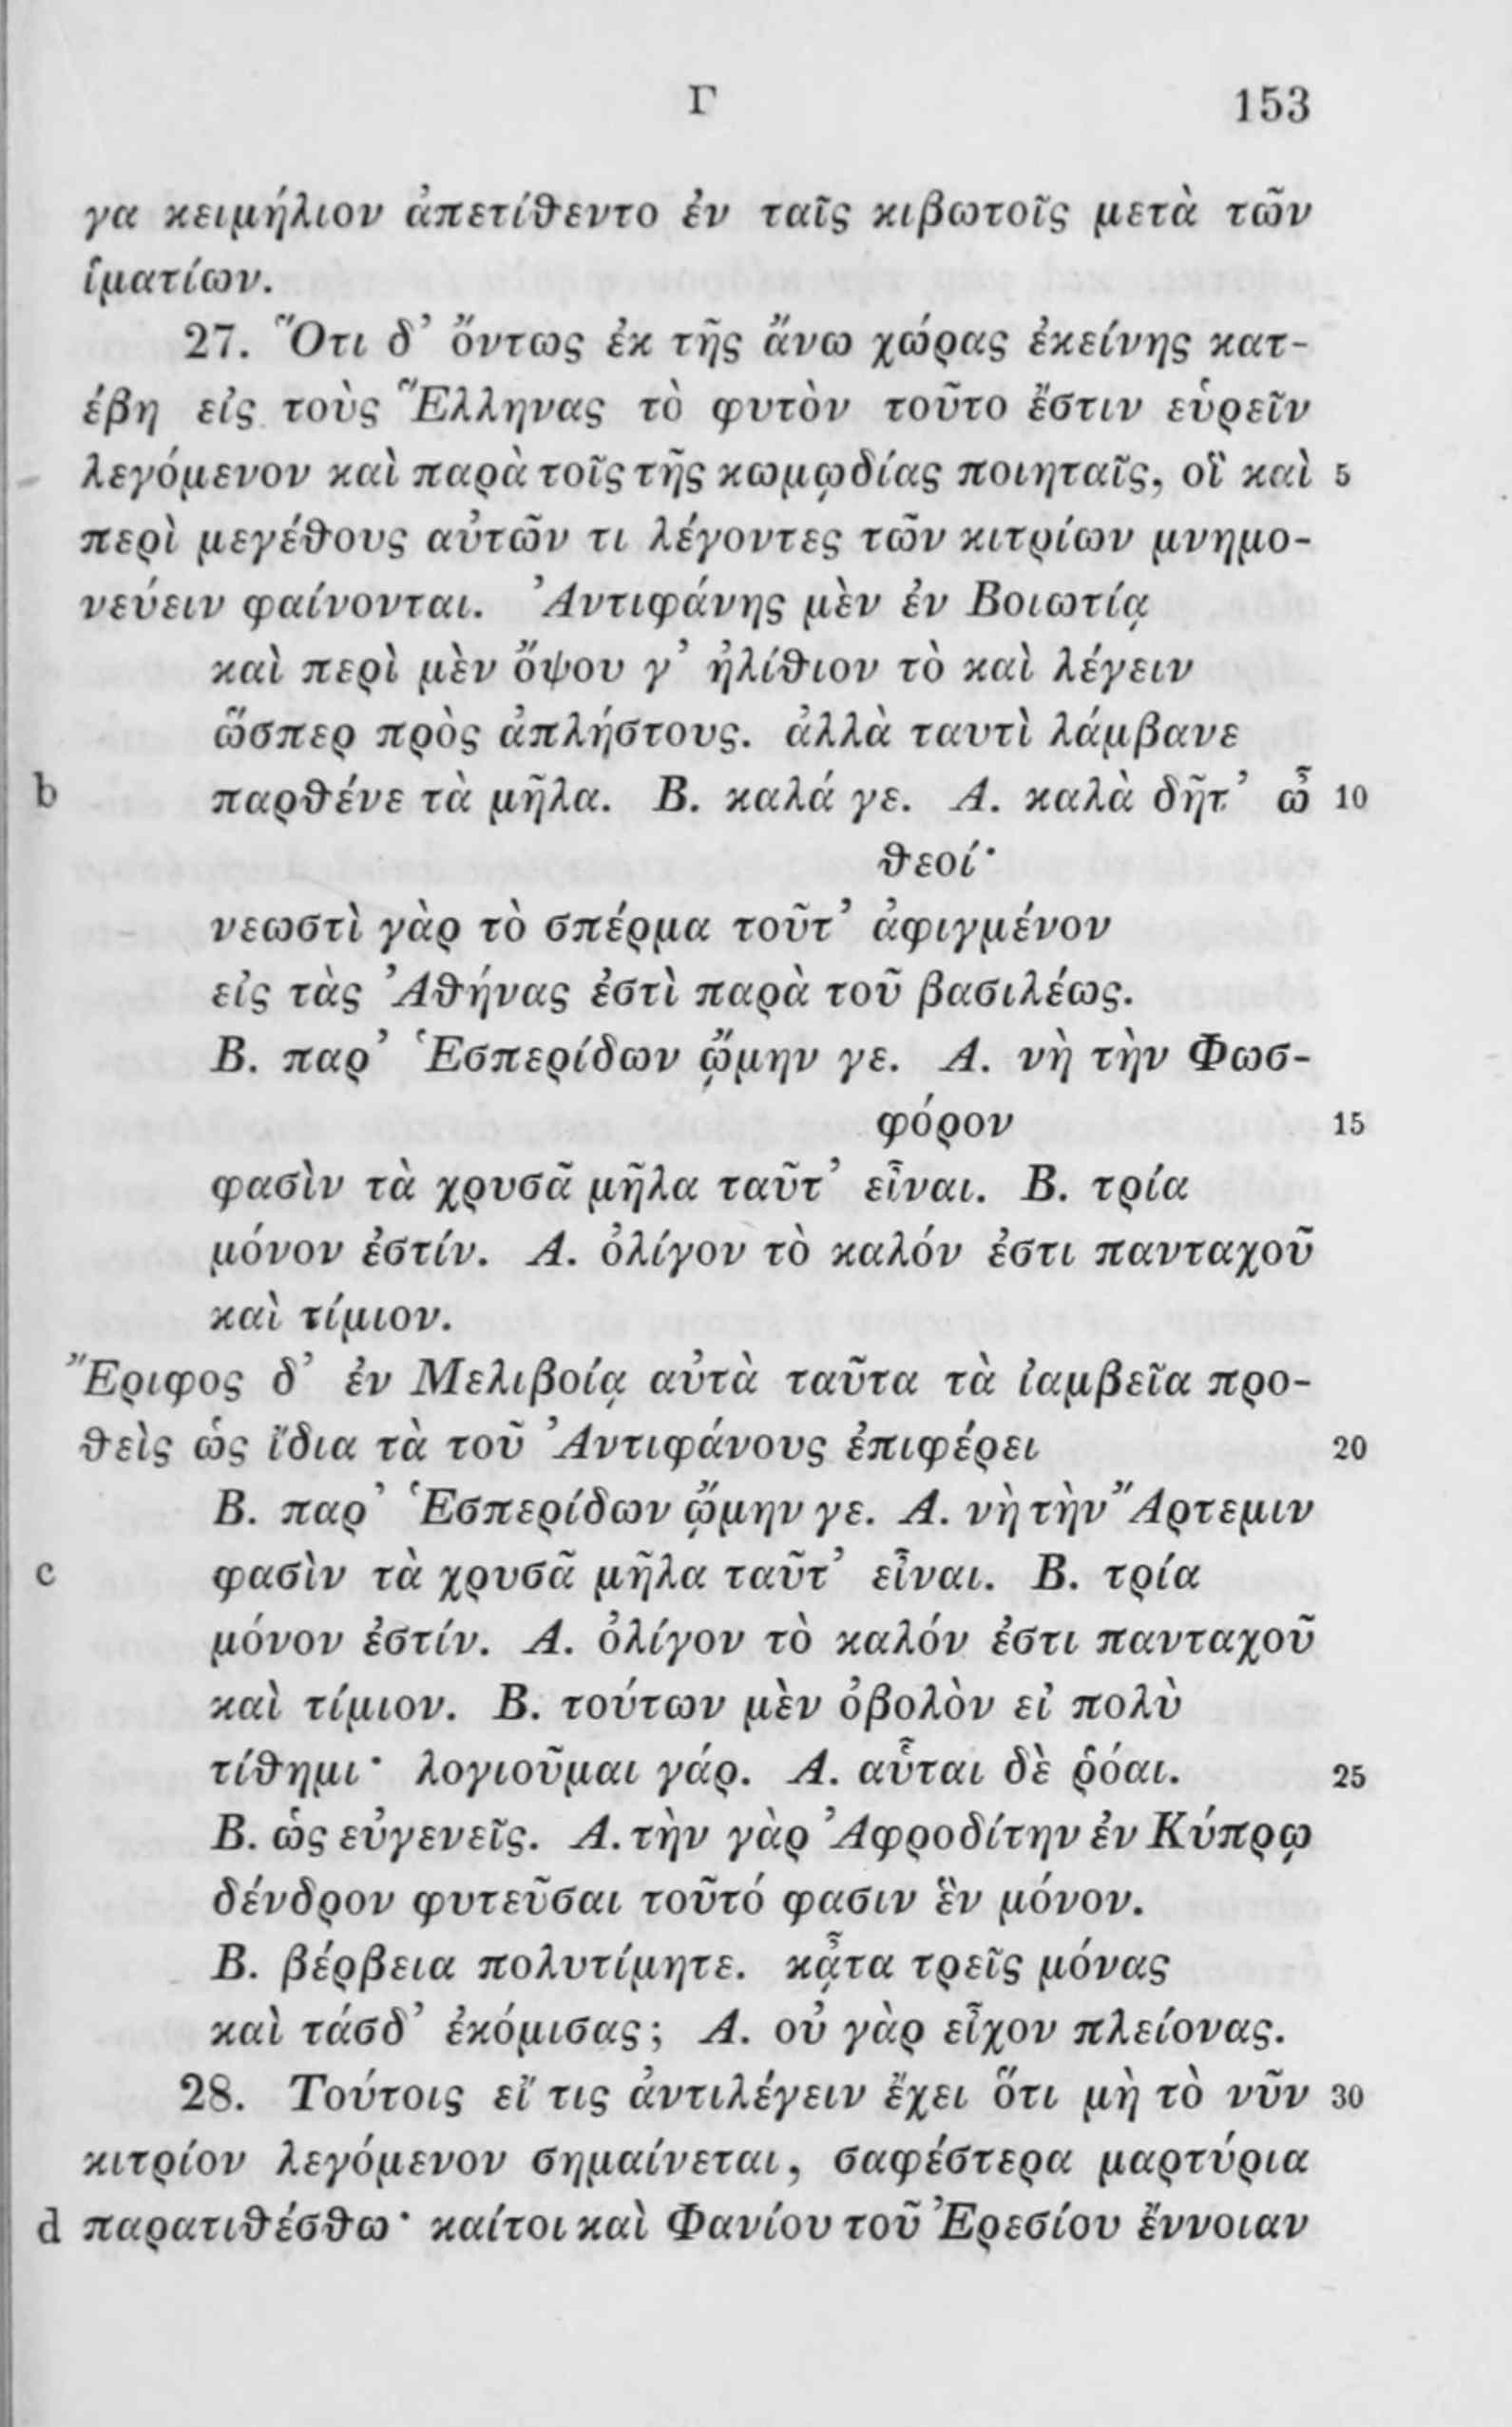 Γ 153
γα κειμήλιον ἀπετίθεντο ἐν ταῖς κιβωτοῖς μετὰ τῶν
ἱματίων.
27. Ὅτι δ’ ὄντως ἐκ τῆς ἄνω χώρας ἐκείνης κατ-
έβη εἰς τοὺς Ἕλληνας τὸ φυτὸν τοῦτο ἔστιν εὑρεῖν
λεγόμενον καὶ παρὰ τοῖς τῆς κωμῳδίας ποιηταῖς, οἳ καὶ 5
περὶ μεγέθους αὐτῶν τι λέγοντες τῶν κιτρίων μνημο-
νεύειν φαίνονται. Ἀντιφάνης μὲν ἐν Βοιωτίᾳ
καὶ περὶ μὲν ὄψου γ’ ἠλίθιον τὸ καὶ λέγειν
ὥσπερ πρὸς ἀπλήστους. ἀλλὰ ταυτὶ λάμβανε
b παρθένε τὰ μῆλα. Β. καλά γε. Α. καλὰ δῆτ’ ὦ 10
θεοί·
νεωστὶ γὰρ τὸ σπέρμα τοῦτ’ ἀφιγμένον
εἰς τὰς Ἀθήνας ἐστὶ παρὰ τοῦ βασιλέως.
Β. παρ’ Ἑσπερίδων ᾤμην γε. Α. νὴ τὴν Φωσ-
φόρον 15
φασὶν τὰ χρυσᾶ μῆλα ταῦτ’ εἶναι. Β. τρία
μόνον ἐστίν. Α. ὀλίγον τὸ καλόν ἐστι πανταχοῦ
καὶ τίμιον.
Ἔριφος δ’ ἐν Μελιβοίᾳ αὐτὰ ταῦτα τὰ ἰαμβεῖα προ-
θεὶς ὡς ἴδια τὰ τοῦ Ἀντιφάνους ἐπιφέρει 20
Β. παρ’ Ἑσπερίδων ᾤμην γε. Α. νὴ τὴν Ἄρτεμιν
c φασὶν τὰ χρυσᾶ μῆλα ταῦτ’ εἶναι. Β. τρία
μόνον ἐστίν. Α. ὀλίγον τὸ καλόν ἐστι πανταχοῦ
καὶ τίμιον. Β. τούτων μὲν ὀβολὸν εἰ πολὺ
τίθημι· λογιοῦμαι γάρ. Α. αὗται δὲ ῥόαι. 25
Β. ὡς εὐγενεῖς. Α. τὴν γὰρ Ἀφροδίτην ἐν Κύπρῳ
δένδρον φυτεῦσαι τοῦτό φασιν ἓν μόνον.
Β. βέρβεια πολυτίμητε. κᾆτα τρεῖς μόνας
καὶ τάσδ’ ἐκόμισας; Α. οὐ γὰρ εἶχον πλείονας.
28. Τούτοις εἴ τις ἀντιλέγειν ἔχει ὅτι μὴ τὸ νῦν 30
κιτρίον λεγόμενον σημαίνεται, σαφέστερα μαρτύρια
d παρατιθέσθω· καίτοι καὶ Φανίου τοῦ Ἐρεσίου ἔννοιαν